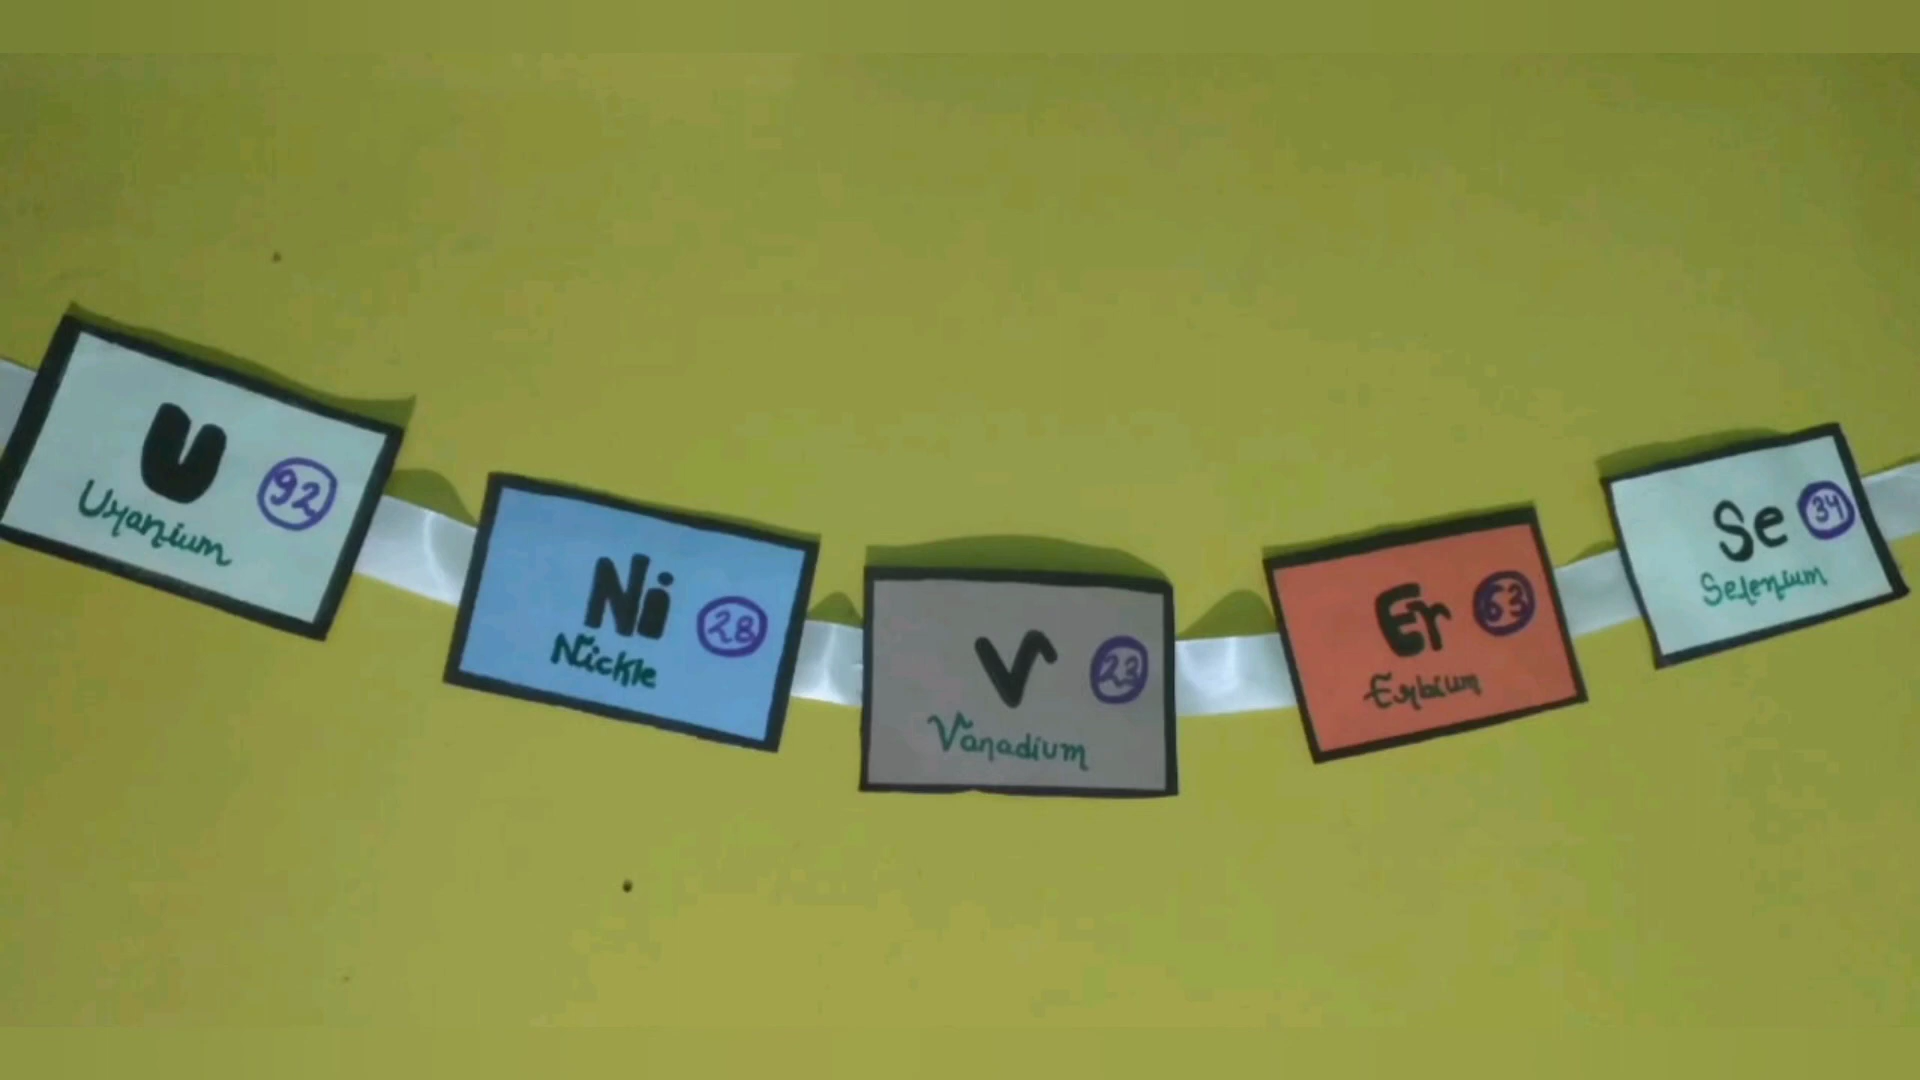 U
92
Uranium
Ni
28
Nickle
V
23
Vanadium
Er
63
Erbium
Se
34
Selenium